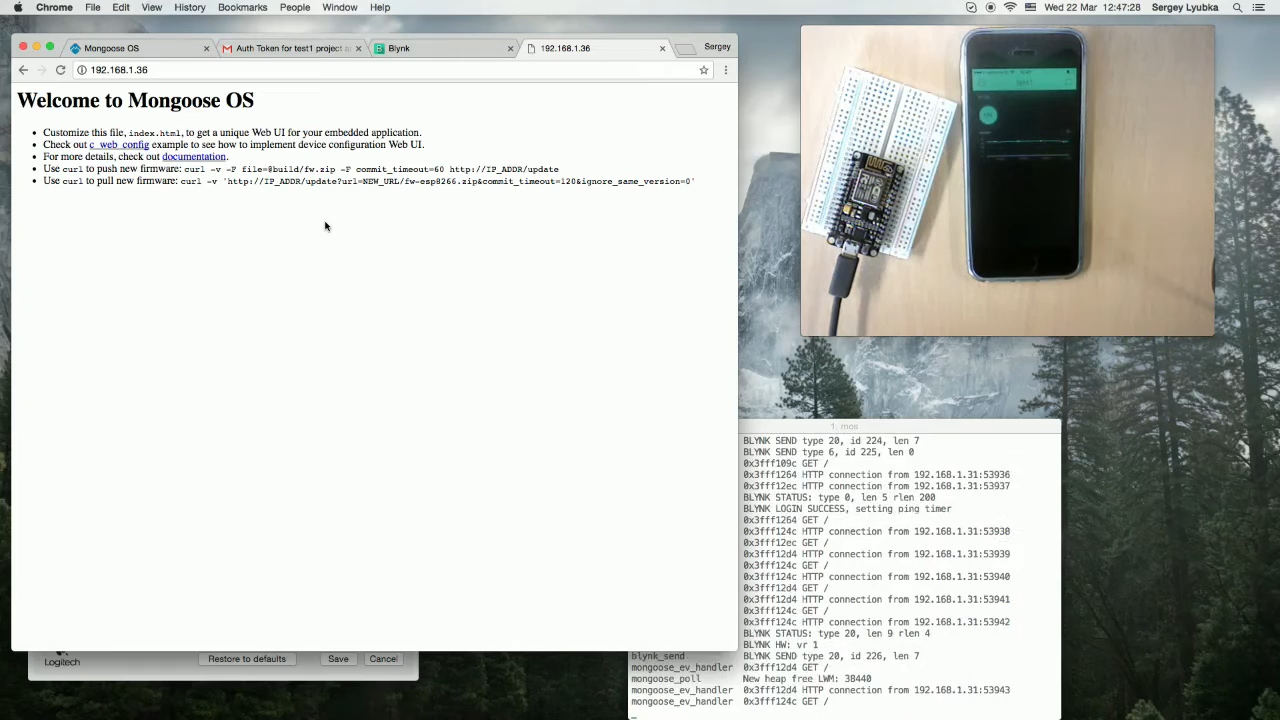 Chrome File Edit View History Bookmarks People Window Help
Wed 22 Mar 12:47:28 Sergey Lyubka
Mongoose OS
Auth Token for test1 project a
Blynk
192.168.1.36
Sergey
192.168.1.36
Welcome to Mongoose OS
Customize this file, index.html, to get a unique Web UI for your embedded application.
Check out c_web_config example to see how to implement device configuration Web UI.
For more details, check out documentation.
Use curl to push new firmware: curl -v -F file=@build/fw.zip -F commit_timeout=60 http://IP_ADDR/update
Use curl to pull new firmware: curl -v 'http://IP_ADDR/update?url=NEW_URL/fw-esp8266.zip&commit_timeout=120&ignore_same_version=0'
1. mos
BLYNK SEND type 20, id 224, len 7
BLYNK SEND type 6, id 225, len 0
0x3fff109c GET /
0x3fff1264 HTTP connection from 192.168.1.31:53936
0x3fff12ec HTTP connection from 192.168.1.31:53937
BLYNK STATUS: type 0, len 5 rlen 200
BLYNK LOGIN SUCCESS, setting ping timer
0x3fff1264 GET /
0x3fff124c HTTP connection from 192.168.1.31:53938
0x3fff12ec GET /
0x3fff12d4 HTTP connection from 192.168.1.31:53939
0x3fff124c GET /
0x3fff124c HTTP connection from 192.168.1.31:53940
0x3fff12d4 GET /
0x3fff12d4 HTTP connection from 192.168.1.31:53941
0x3fff124c GET /
0x3fff124c HTTP connection from 192.168.1.31:53942
BLYNK STATUS: type 20, len 9 rlen 4
BLYNK HW: vr 1
blynk_send BLYNK SEND type 20, id 226, len 7
mongoose_ev_handler 0x3fff12d4 GET /
mongoose_poll New heap free LWM: 38440
mongoose_ev_handler 0x3fff12d4 HTTP connection from 192.168.1.31:53943
mongoose_ev_handler 0x3fff124c GET /
Logitech
Restore to defaults
Save
Cancel